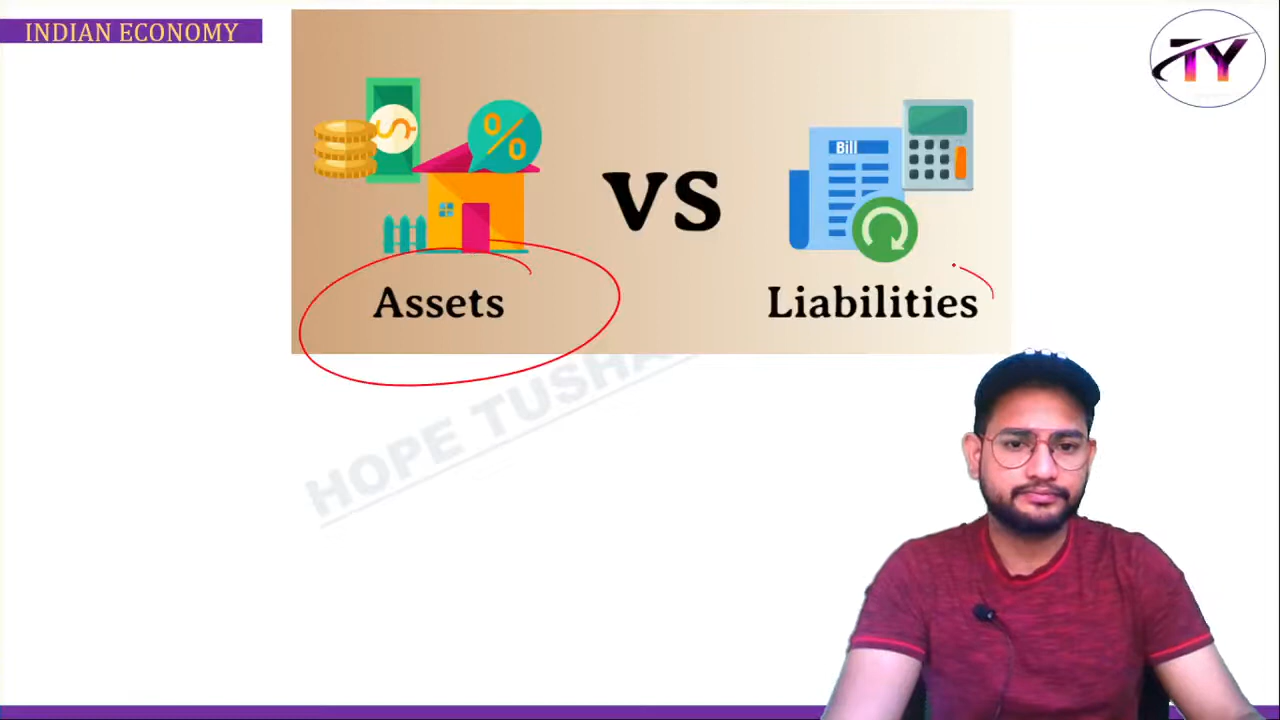 INDIAN ECONOMY
TY
%
VS
Bill
Assets
Liabilities
HOPE TUSHA